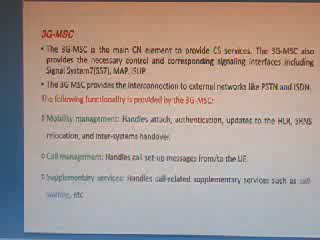 3G-MSC
• The 3G-MSC is the main CN element to provide CS services. The 3G-MSC also
provides the necessary control and corresponding signaling interfaces including
Signal System7(SS7), MAP, ISUP
• The 3G MSC provides the interconnection to external networks like PSTN and ISDN.
The following functionality is provided by the 3G-MSC:
◊ Mobility management: Handles attach, authentication, updates to the HLR, SRNS
relocation, and inter-systems handover.
◊ Call management: Handles call set-up messages from/to the UE.
◊ Supplementary services: Handles call-related supplementary services such as call
waiting, etc